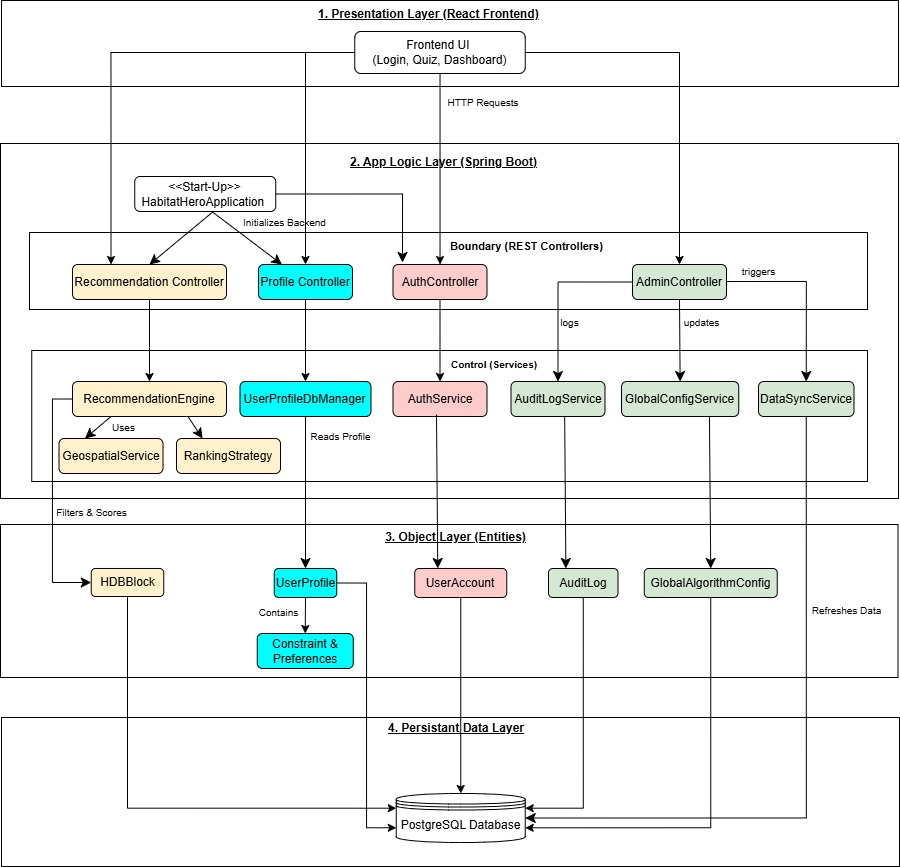 1. Presentation Layer (React Frontend)
Frontend UI
(Login, Quiz, Dashboard)
HTTP Requests
2. App Logic Layer (Spring Boot)
<<Start-Up>>
HabitatHeroApplication
Initializes Backend
Boundary (REST Controllers)
Recommendation Controller
Profile Controller
AuthController
AdminController
triggers
logs
updates
Control (Services)
RecommendationEngine
UserProfileDbManager
AuthService
AuditLogService
GlobalConfigService
DataSyncService
Uses
Reads Profile
GeospatialService
RankingStrategy
Filters & Scores
3. Object Layer (Entities)
HDBBlock
UserProfile
UserAccount
AuditLog
GlobalAlgorithmConfig
Contains
Refreshes Data
Constraint &
Preferences
4. Persistant Data Layer
PostgreSQL Database